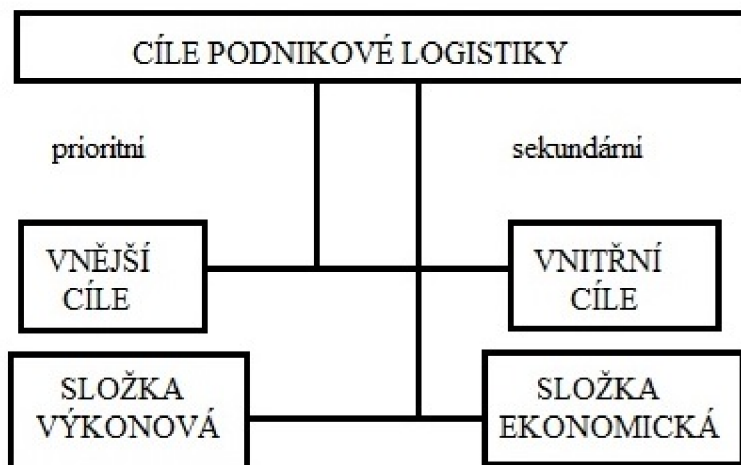 CÍLE PODNIKOVÉ LOGISTIKY
prioritní
sekundární
VNĚJŠÍ
CÍLE
VNITŘNÍ
CÍLE
SLOŽKA
VÝKONOVÁ
SLOŽKA
EKONOMICKÁ